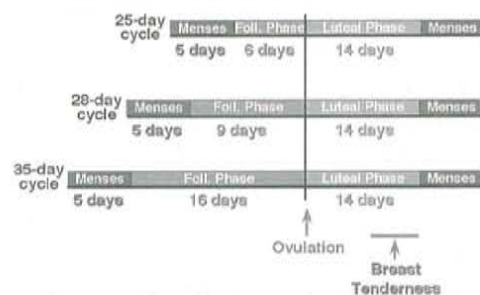 25-day cycle
Menses Foll. Phase Luteal Phase Menses
5 days 6 days 14 days
28-day cycle
Menses Foll. Phase Luteal Phase Menses
5 days 9 days 14 days
35-day cycle
Menses Foll. Phase Luteal Phase Menses
5 days 16 days 14 days
Ovulation
Breast
Tenderness